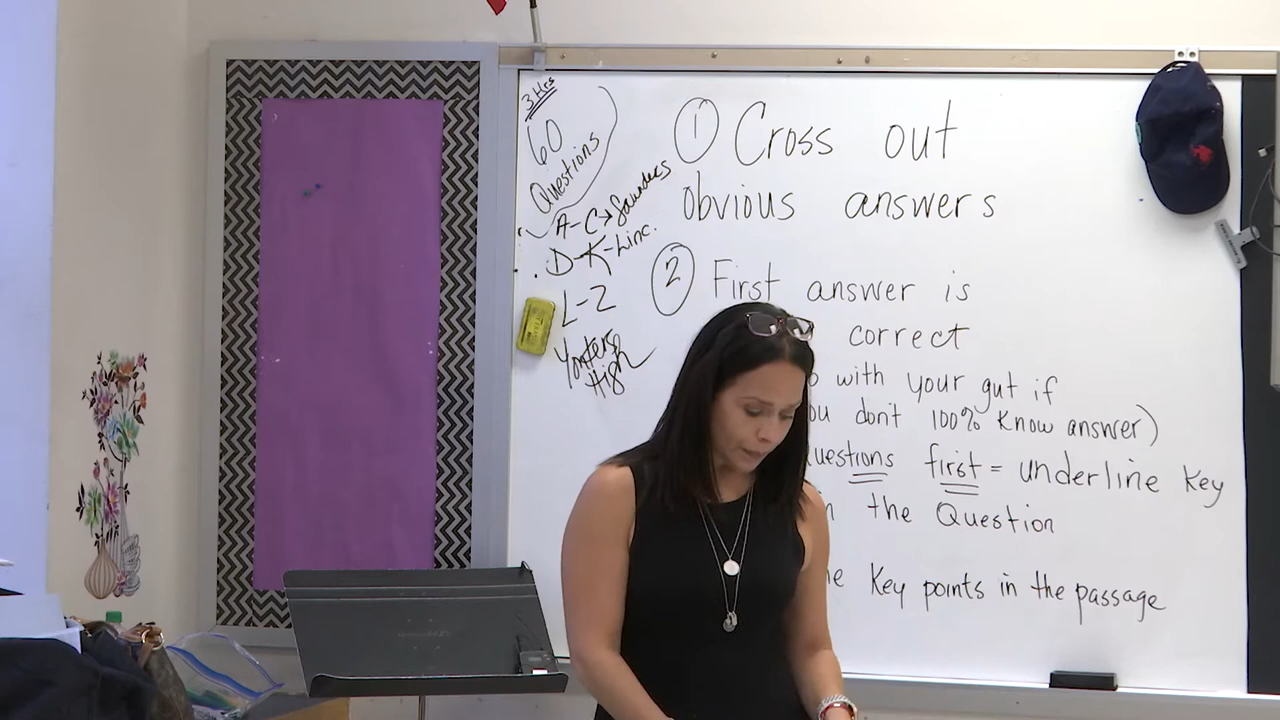 3 Hrs
60
Questions
A-C→Saunders
D-K-Linc.
L-Z
Yonkers
High
① Cross out
obvious answers
② First answer is
correct
with your gut if
don't 100% know answer)
first = underline key
the Question
key points in the passage